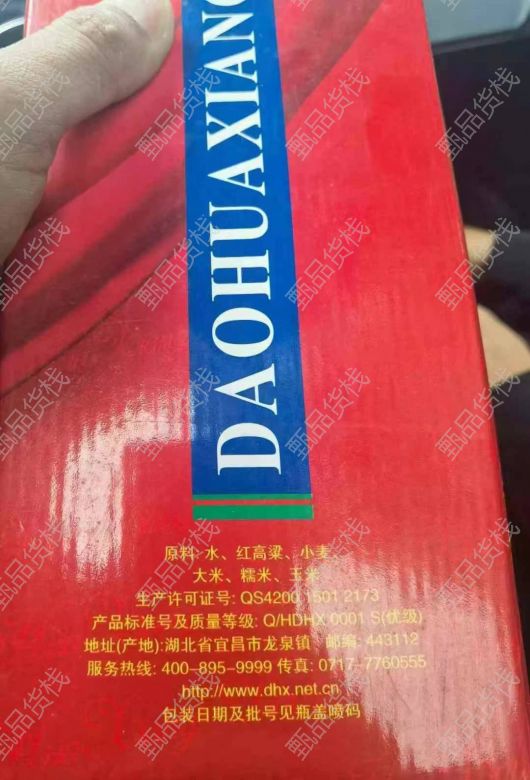 DAOHUAXIANG
原料: 水、红高粱、小麦、
大米、糯米、玉米
生产许可证号: QS4200 1501 2173
产品标准号及质量等级: Q/HDHX 0001 S(优级)
地址(产地):湖北省宜昌市龙泉镇 邮编: 443112
服务热线: 400-895-9999 传真: 0717-7760555
http://www.dhx.net.cn
包装日期及批号见瓶盖喷码
甄品货栈